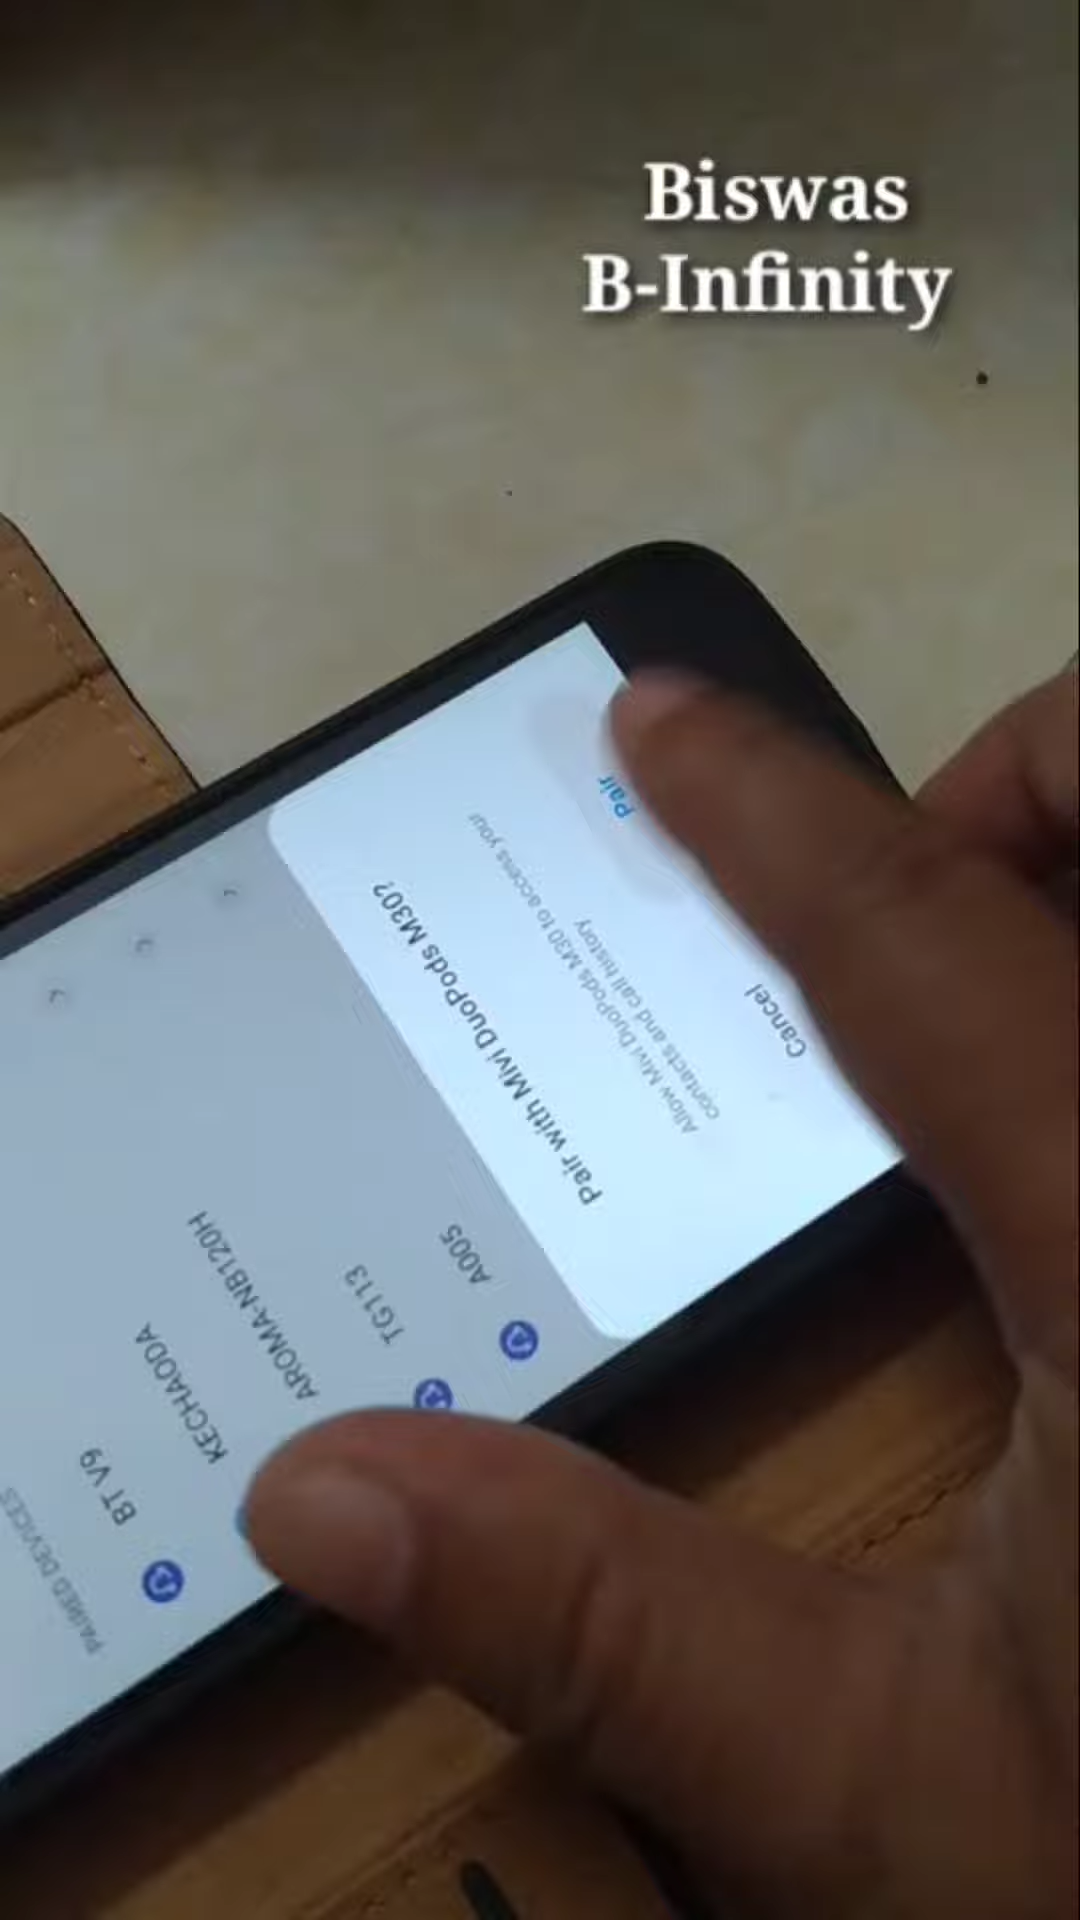 Biswas
B-Infinity
PAIRED DEVICES
BT V9
KECHAODA
AROMA-NB120H
TG113
A005
Pair with Mivi DuoPods M30?
Allow Mivi DuoPods M30 to access your
contacts and call history
Cancel
Pair